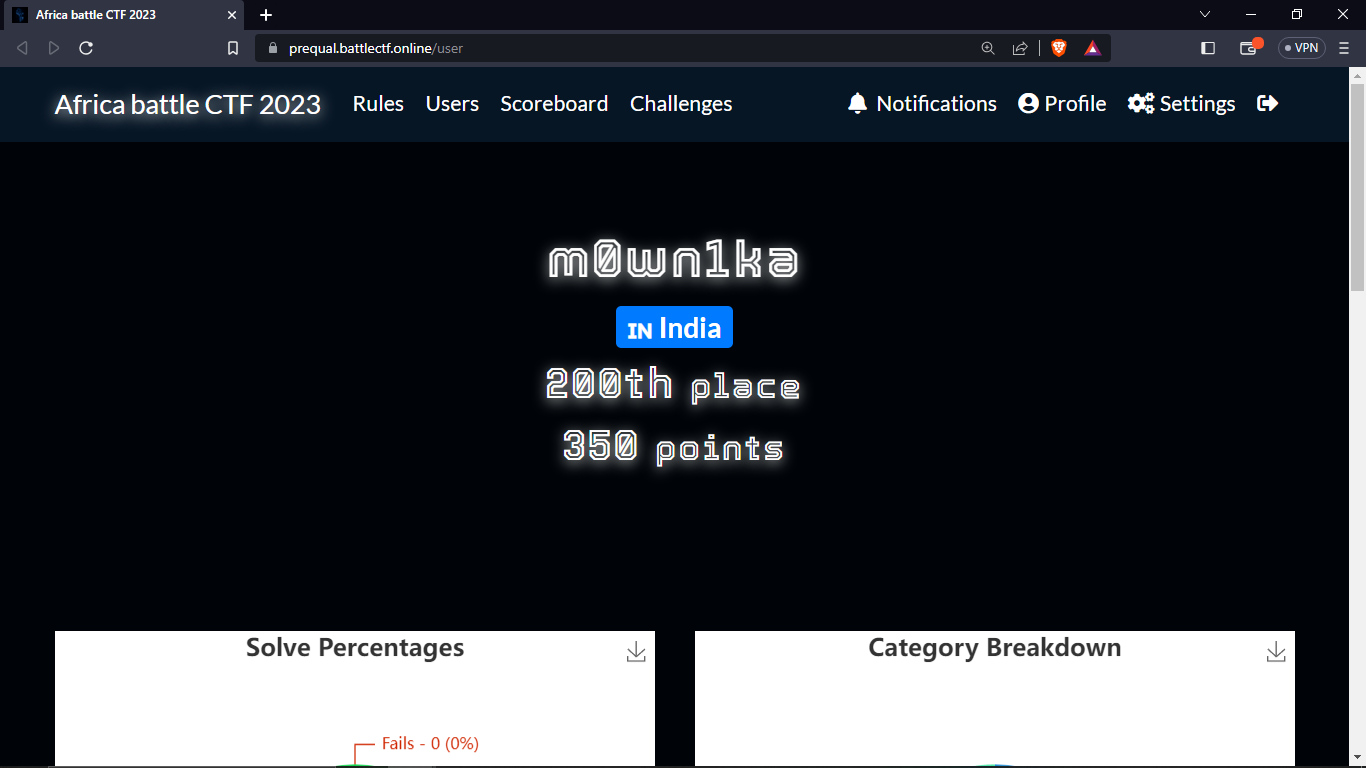 Africa battle CTF 2023
prequal.battlectf.online/user
VPN
Africa battle CTF 2023 Rules Users Scoreboard Challenges Notifications Profile Settings
m0wn1ka
IN India
200th place
350 points
Solve Percentages
Category Breakdown
Fails - 0 (0%)